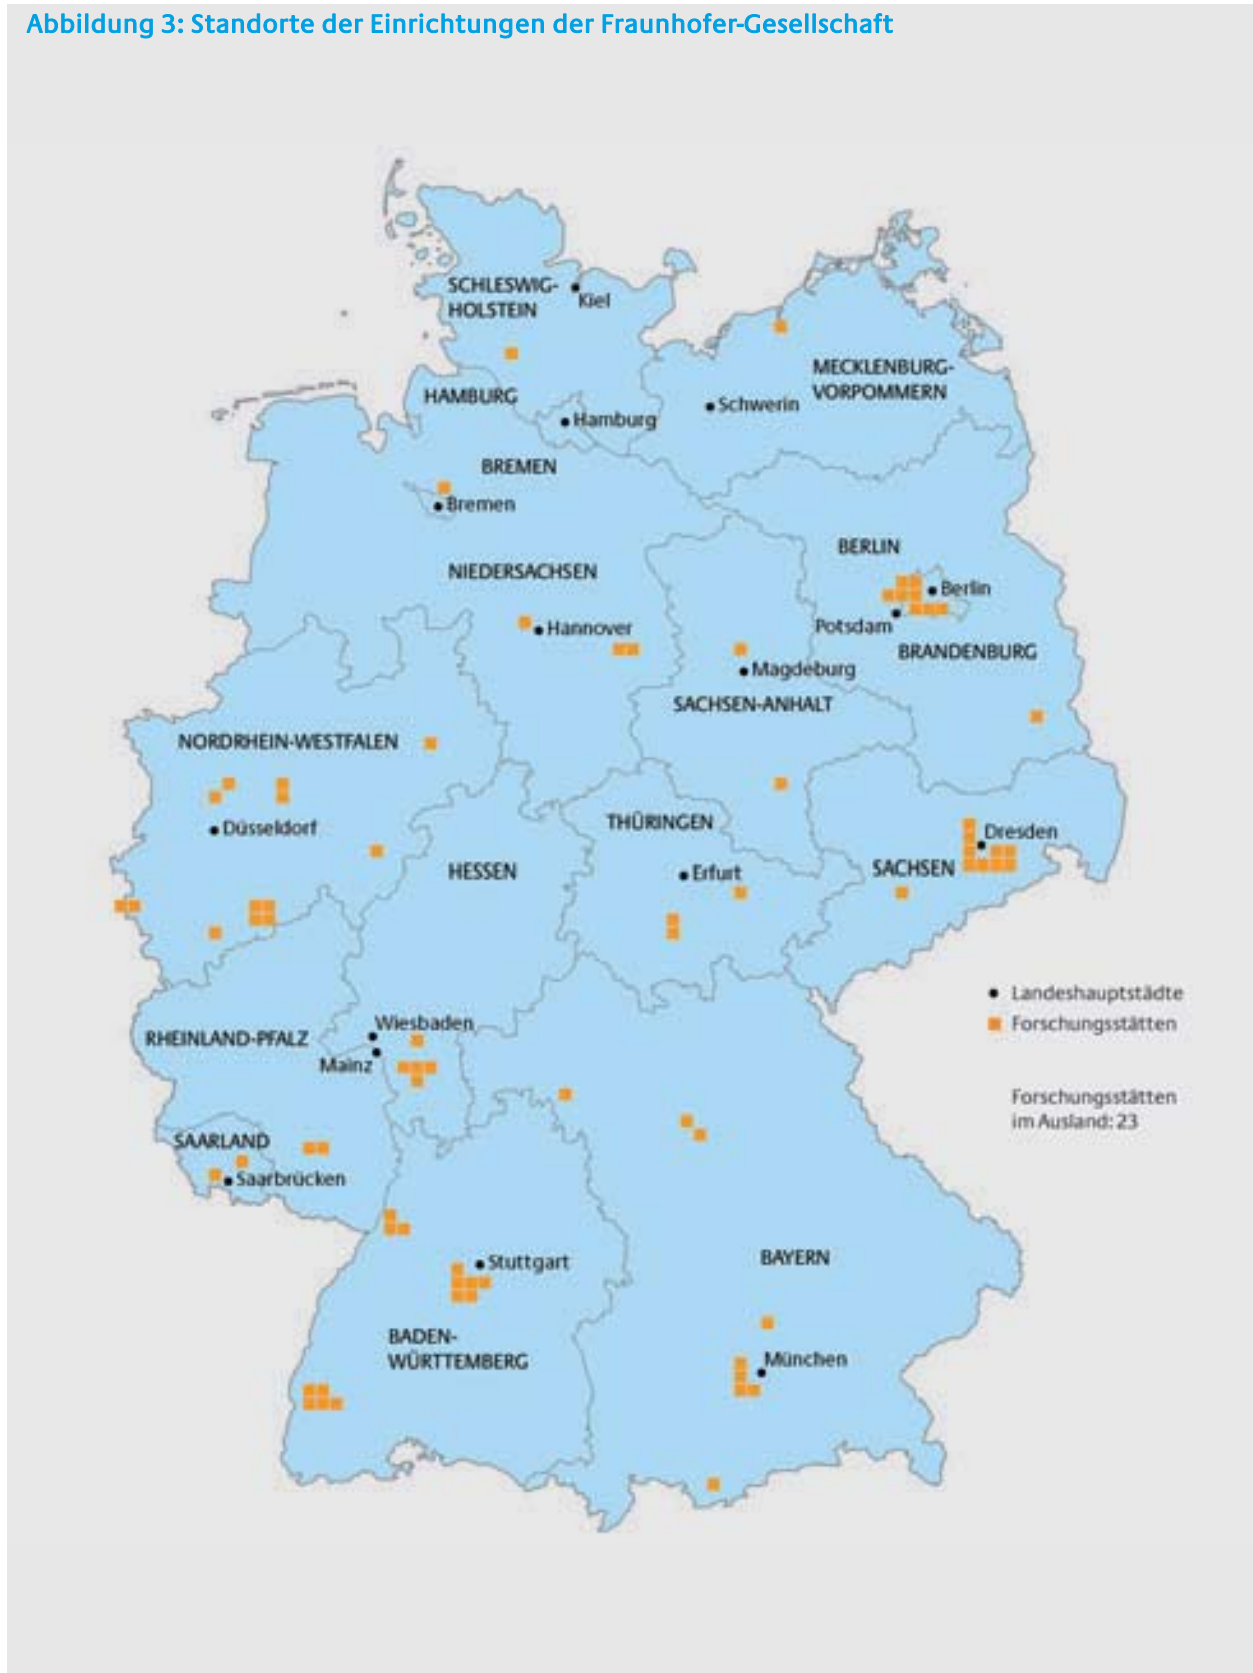 Abbildung 3: Standorte der Einrichtungen der Fraunhofer-Gesellschaft
SCHLESWIG-
HOLSTEIN
Kiel
MECKLENBURG-
VORPOMMERN
HAMBURG
Schwerin
Hamburg
BREMEN
Bremen
BERLIN
NIEDERSACHSEN
Berlin
Hannover
Potsdam
BRANDENBURG
Magdeburg
SACHSEN-ANHALT
NORDRHEIN-WESTFALEN
THÜRINGEN
Düsseldorf
Dresden
HESSEN
Erfurt
SACHSEN
Landeshauptstädte
Forschungsstätten
Wiesbaden
RHEINLAND-PFALZ
Mainz
Forschungsstätten
im Ausland: 23
SAARLAND
Saarbrücken
BAYERN
Stuttgart
BADEN-
WÜRTTEMBERG
München